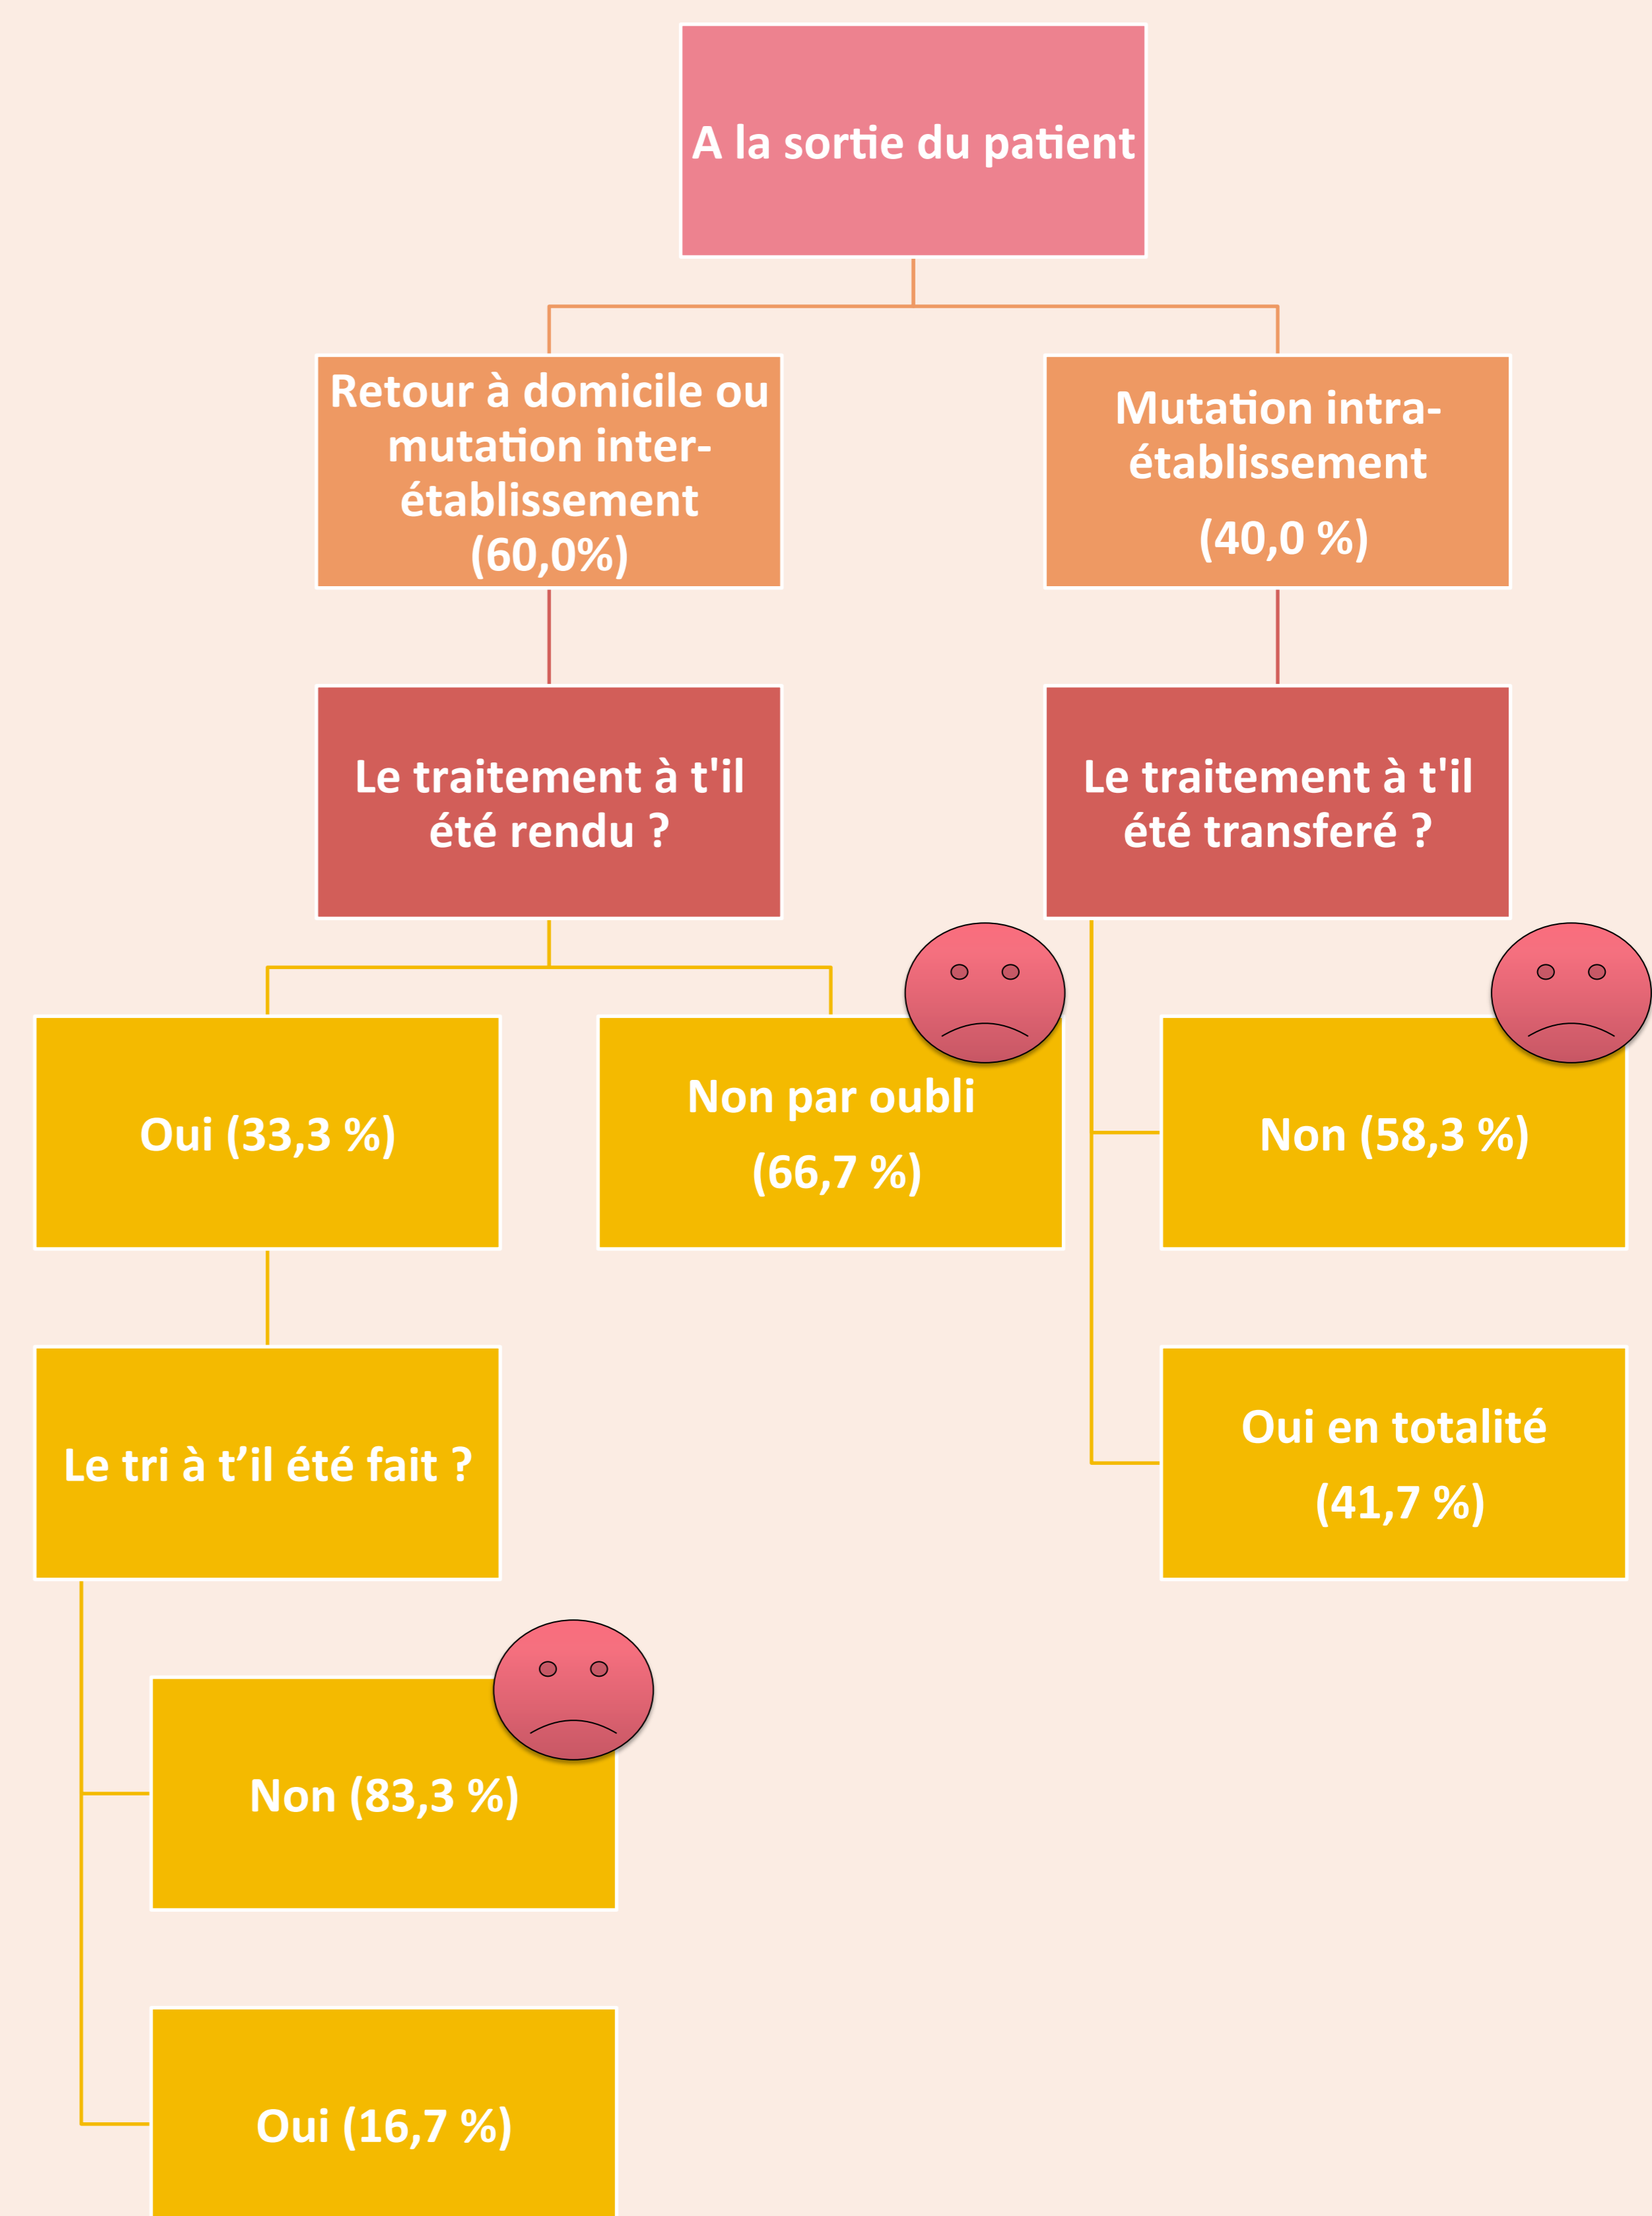 A la sortie du patient
Retour à domicile ou
mutation inter-
établissement
(60,0%)
Mutation intra-
établissement
(40,0 %)
Le traitement à t'il
été rendu ?
Le traitement à t'il
été transferé ?
Oui (33,3 %)
Non par oubli
(66,7 %)
Non (58,3 %)
Le tri à t’il été fait ?
Oui en totalité
(41,7 %)
Non (83,3 %)
Oui (16,7 %)